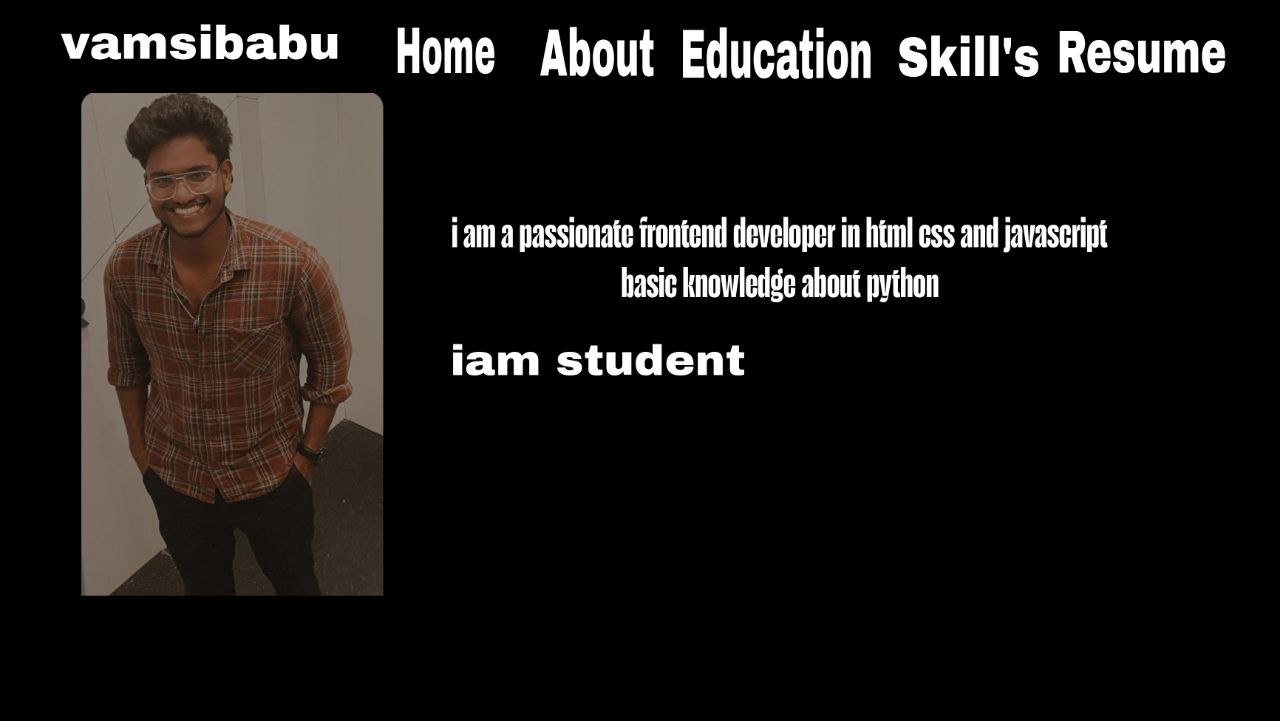 vamsibabu Home About Education Skill's Resume
i am a passionate frontend developer in html css and javascript
basic knowledge about python
iam student